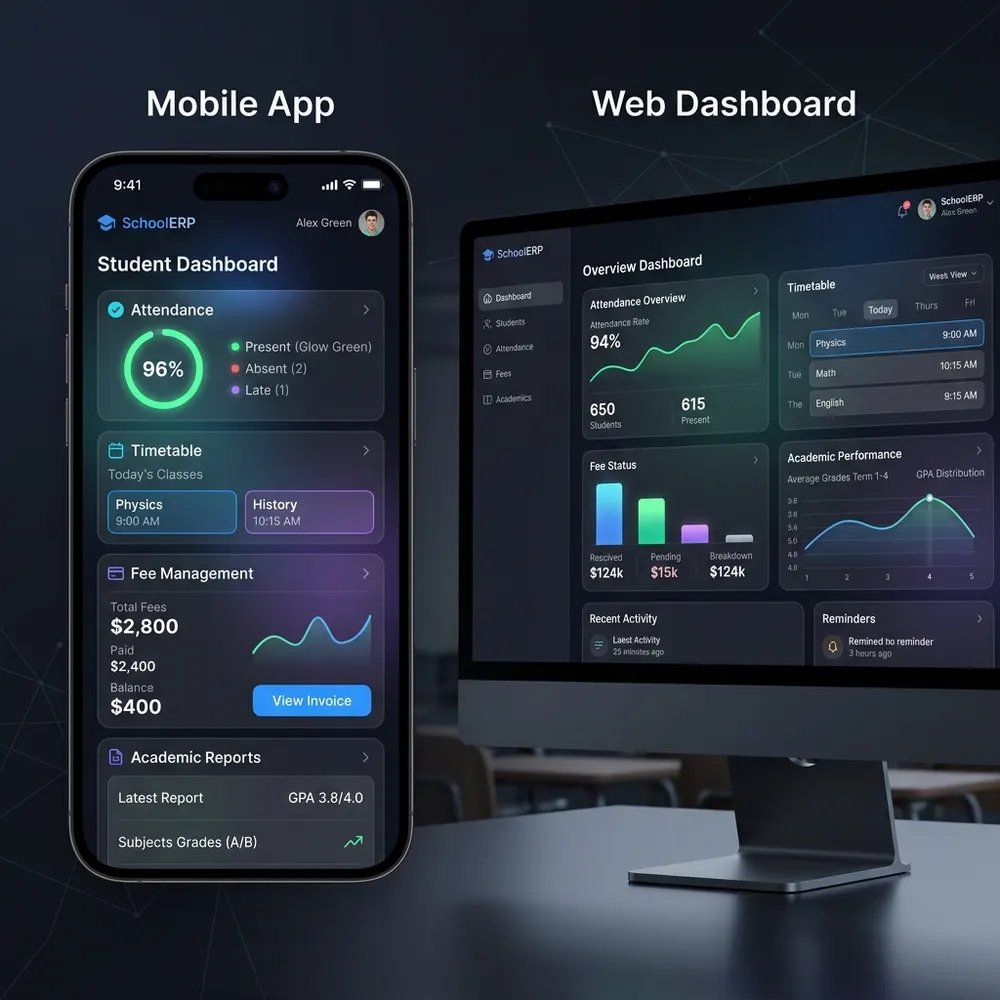 Mobile App
Web Dashboard
9:41
SchoolERP
Alex Green
Student Dashboard
Attendance
96%
Present (Glow Green)
Absent (2)
Late (1)
Timetable
Today's Classes
Physics
9:00 AM
History
10:15 AM
Fee Management
Total Fees
$2,800
Paid
$2,400
Balance
$400
View Invoice
Academic Reports
Latest Report
GPA 3.8/4.0
Subjects Grades (A/B)
SchoolERP
Dashboard
Students
Attendance
Fees
Academics
SchoolEBP
Overview Dashboard
Attendance Overview
Attendance Rate
94%
650
Students
615
Present
Timetable
Week View
Mon
Tue
Today
Thurs
Fri
Mon
Physics
9:00 AM
Tue
Math
10:15 AM
The
English
9:15 AM
Fee Status
Rescived
$124k
Pending
$15k
Breakdown
$124k
Academic Performance
Average Grades Term 1-4
GPA Distribution
3.8
3.6
3.6
5.0
4.6
4.8
1
2
3
4
5
Recent Activity
Laest Activity
25 minutes ago
Reminders
Remined ho reminder
3 hours ago